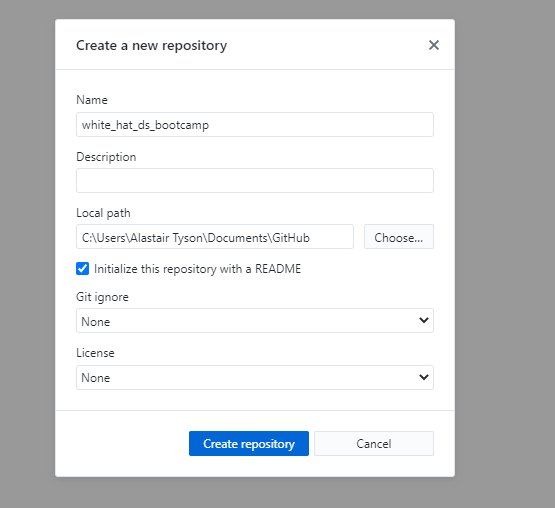 Create a new repository
Name
white_hat_ds_bootcamp
Description
Local path
C:\Users\Alastair Tyson\Documents\GitHub
Choose...
Initialize this repository with a README
Git ignore
None
License
None
Create repository
Cancel